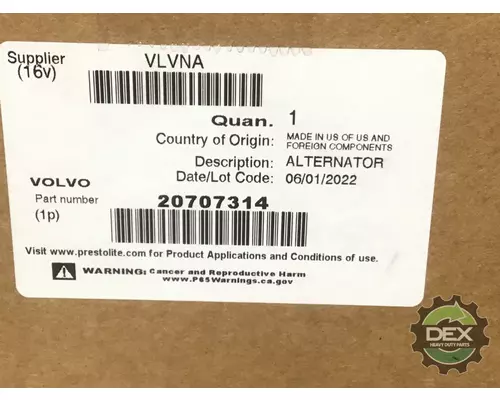 Supplier
(16v)
VLVNA
Quan. 1
Country of Origin: MADE IN US OF US AND
FOREIGN COMPONENTS
Description: ALTERNATOR
Date/Lot Code: 06/01/2022
VOLVO
Part number 20707314
(1p)
Visit www.prestolite.com for Product Applications and Conditions of use.
WARNING: Cancer and Reproductive Harm
www.P65Warnings.ca.gov
DEX
HEAVY DUTY PARTS